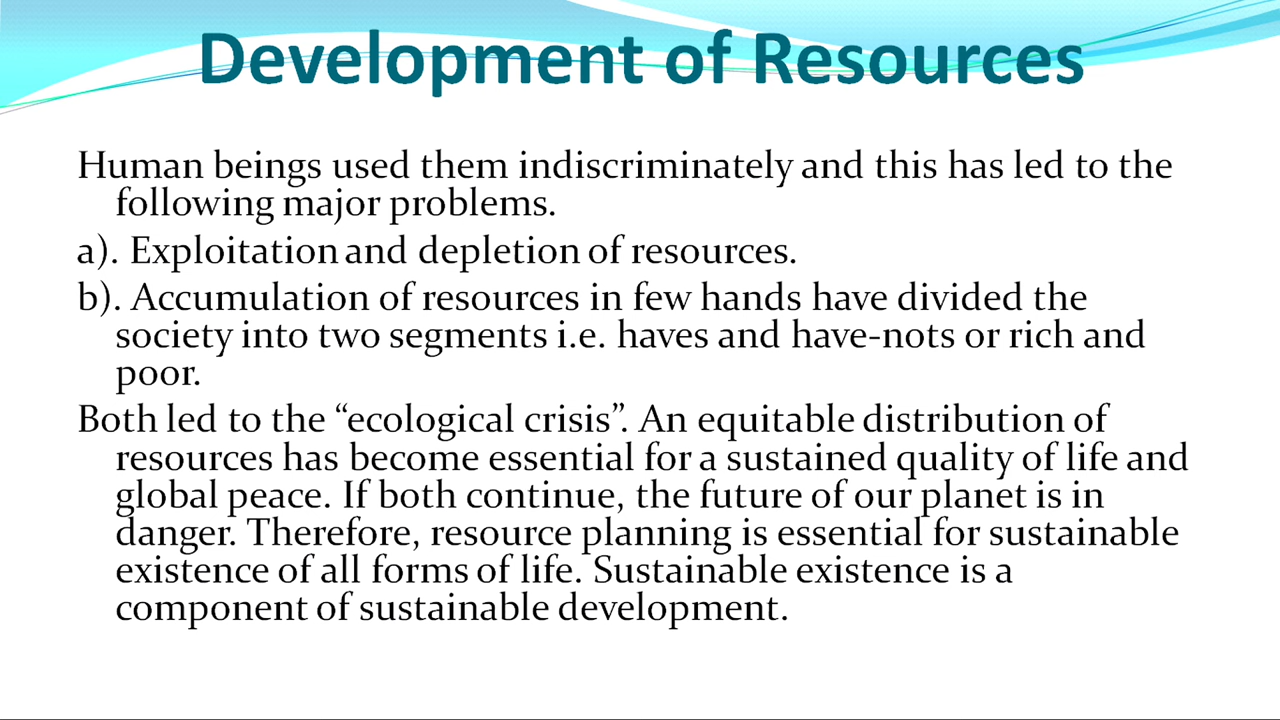 Development of Resources
Human beings used them indiscriminately and this has led to the
following major problems.
a). Exploitation and depletion of resources.
b). Accumulation of resources in few hands have divided the
society into two segments i.e. haves and have-nots or rich and
poor.
Both led to the “ecological crisis”. An equitable distribution of
resources has become essential for a sustained quality of life and
global peace. If both continue, the future of our planet is in
danger. Therefore, resource planning is essential for sustainable
existence of all forms of life. Sustainable existence is a
component of sustainable development.